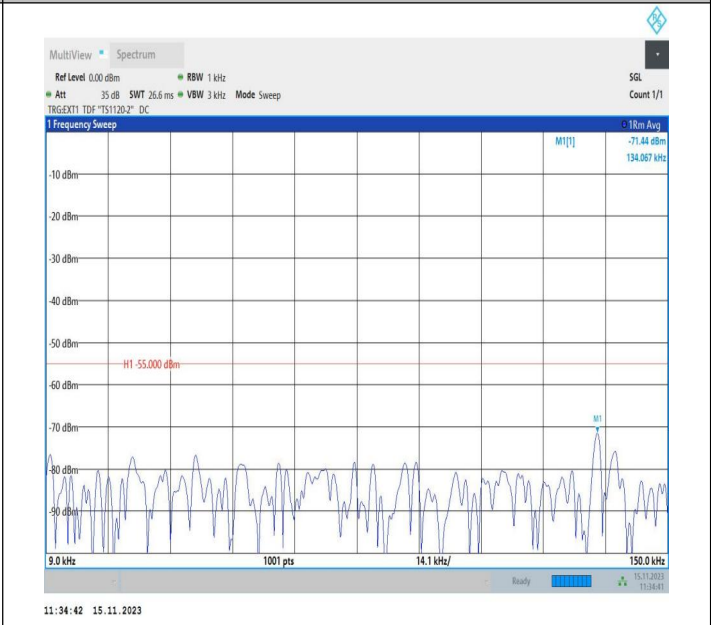 R S
MultiView Spectrum
Ref Level 0.00 dBm RBW 1 kHz SGL
Att 35 dB SWT 26.6 ms VBW 3 kHz Mode Sweep Count 1/1
TRG:EXT1 TDF "TS1120-2" DC
1 Frequency Sweep 1Rm Avg
M1[1] -71.44 dBm
134.067 kHz
-10 dBm
-20 dBm
-30 dBm
-40 dBm
-50 dBm
H1 -55.000 dBm
-60 dBm
M1
-70 dBm
-80 dBm
-90 dBm
9.0 kHz 1001 pts 14.1 kHz/ 150.0 kHz
Ready 15.11.2023
11:34:41
11:34:42 15.11.2023